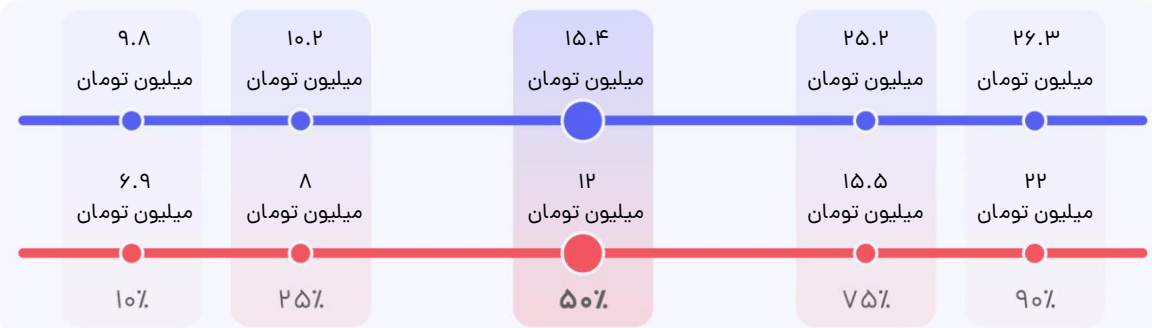 ۹.۸ ۱۰.۲ ۱۵.۴ ۲۵.۲ ۲۶.۳
میلیون تومان میلیون تومان میلیون تومان میلیون تومان میلیون تومان
۶.۹ ۸ ۱۲ ۱۵.۵ ۲۲
میلیون تومان میلیون تومان میلیون تومان میلیون تومان میلیون تومان
۱۰٪ ۲۵٪ ۵۰٪ ۷۵٪ ۹۰٪